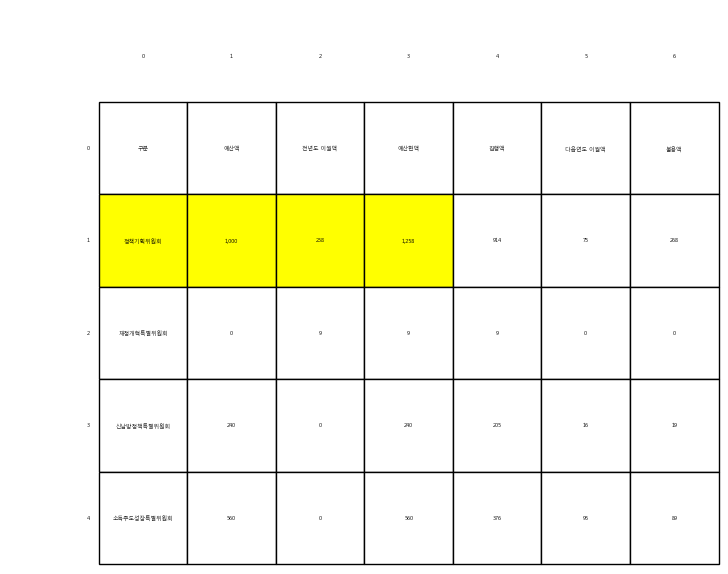 0 1 2 3 4 5 6
0 구분 예산액 전년도 이월액 예산현액 집행액 다음연도 이월액 불용액
1 정책기획위원회 1,000 258 1,258 914 75 268
2 재정개혁특별위원회 0 9 9 9 0 0
3 신남방정책특별위원회 240 0 240 205 16 19
4 소득주도성장특별위원회 560 0 560 376 95 89